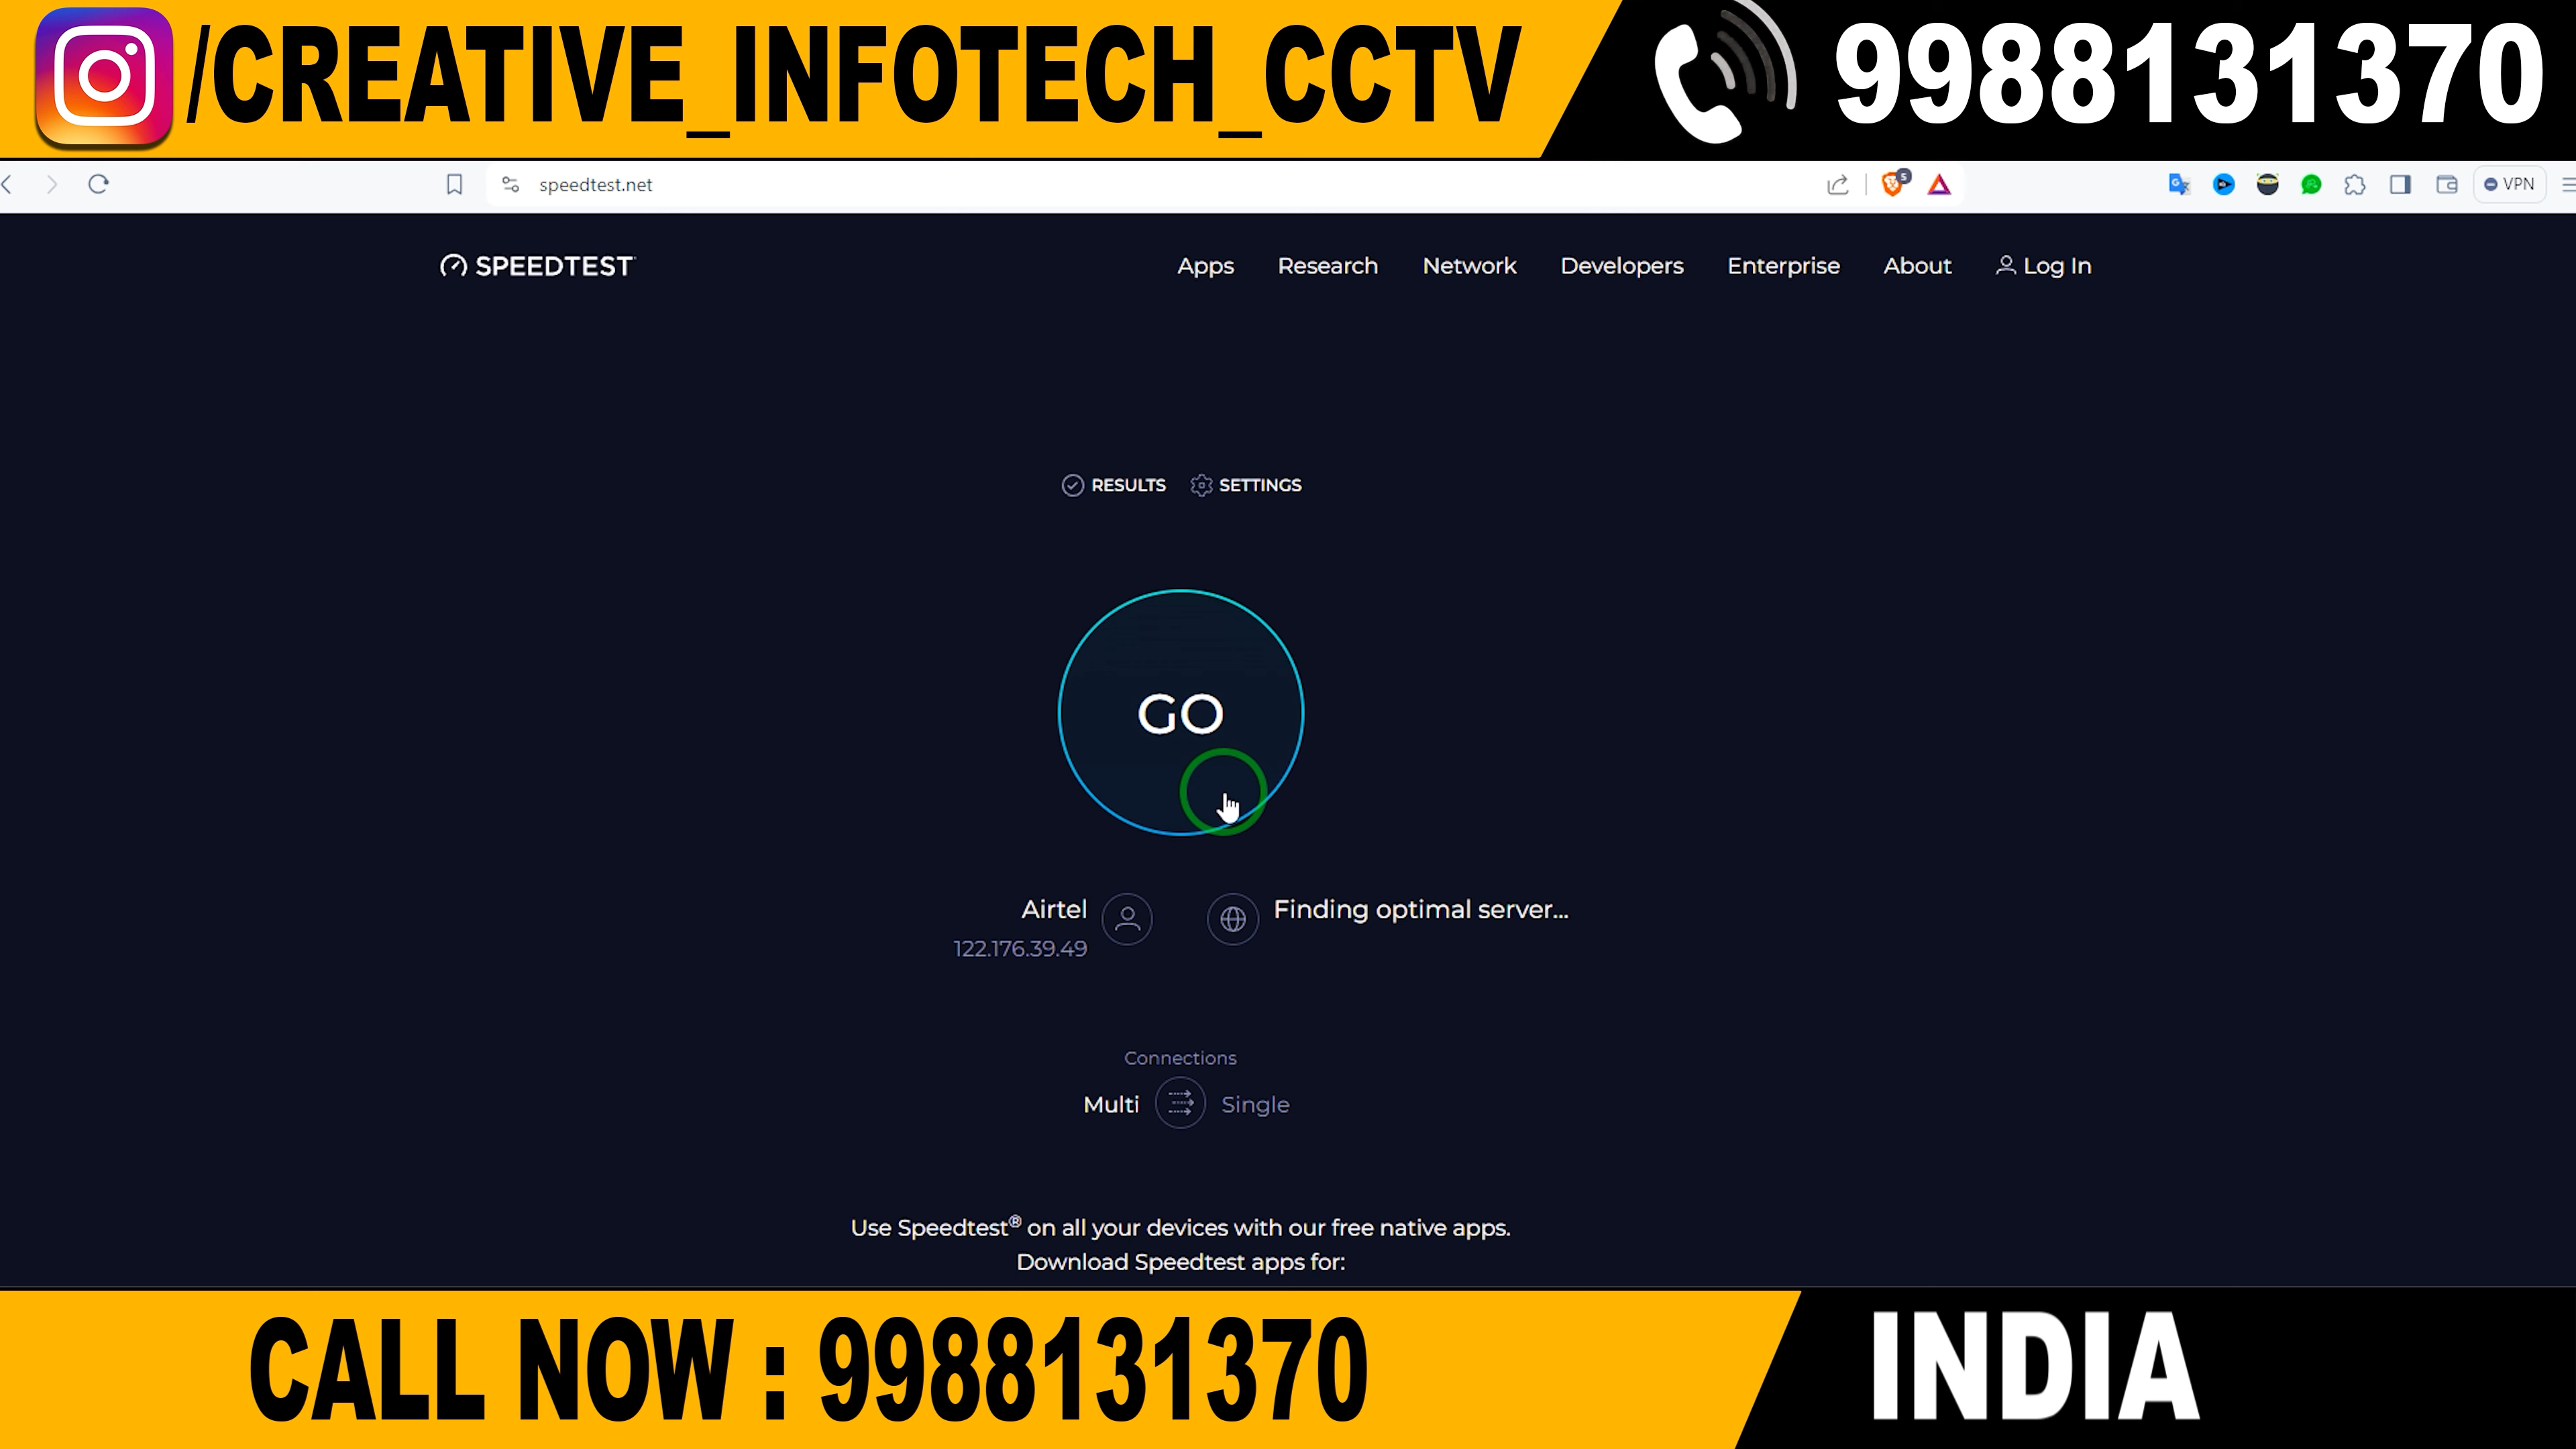 /CREATIVE_INFOTECH_CCTV
9988131370
speedtest.net
5
VPN
SPEEDTEST
Apps Research Network Developers Enterprise About Log In
RESULTS SETTINGS
GO
Airtel
122.176.39.49
Finding optimal server...
Connections
Multi Single
Use Speedtest® on all your devices with our free native apps.
Download Speedtest apps for:
CALL NOW : 9988131370
INDIA